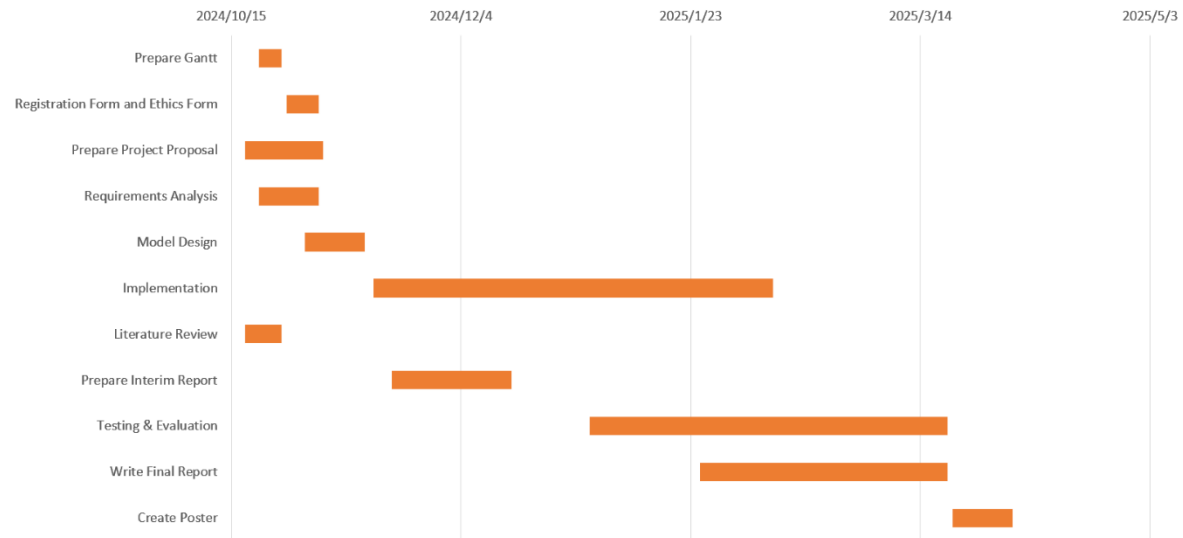 2024/10/15 2024/12/4 2025/1/23 2025/3/14 2025/5/3
Prepare Gantt
Registration Form and Ethics Form
Prepare Project Proposal
Requirements Analysis
Model Design
Implementation
Literature Review
Prepare Interim Report
Testing & Evaluation
Write Final Report
Create Poster